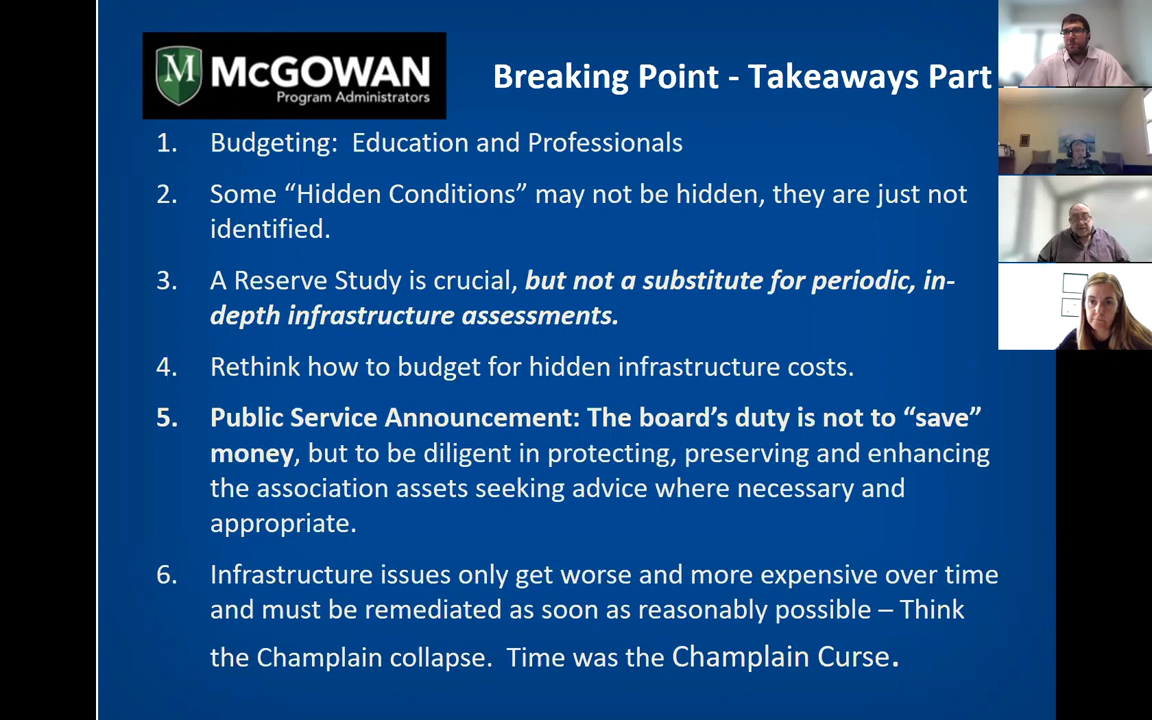 M McGOWAN
Program Administrators
Breaking Point - Takeaways Part
1. Budgeting: Education and Professionals
2. Some “Hidden Conditions” may not be hidden, they are just not
identified.
3. A Reserve Study is crucial, but not a substitute for periodic, in-
depth infrastructure assessments.
4. Rethink how to budget for hidden infrastructure costs.
5. Public Service Announcement: The board’s duty is not to “save”
money, but to be diligent in protecting, preserving and enhancing
the association assets seeking advice where necessary and
appropriate.
6. Infrastructure issues only get worse and more expensive over time
and must be remediated as soon as reasonably possible – Think
the Champlain collapse. Time was the Champlain Curse.